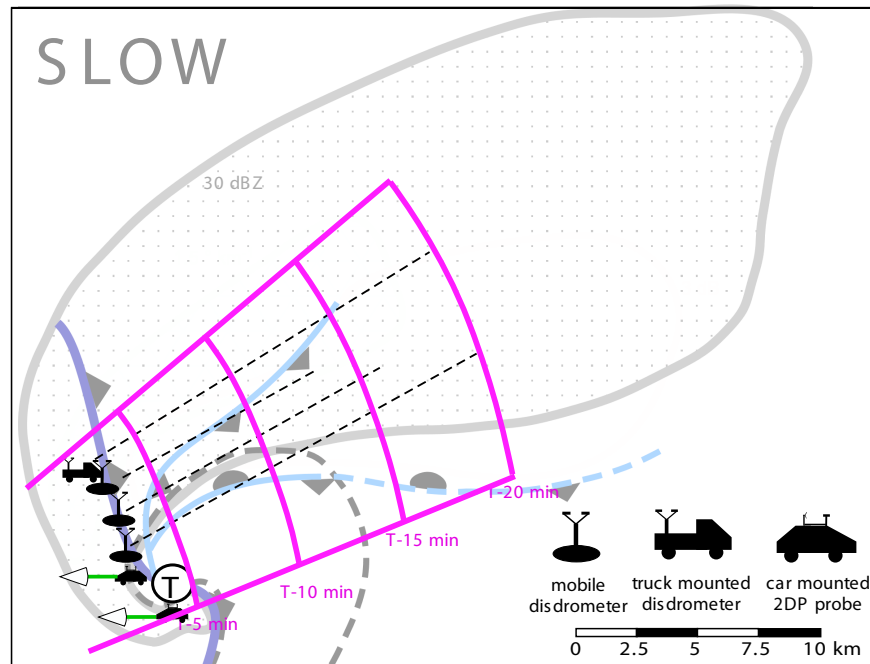 SLOW
30 dBZ
T-20 min
T-15 min
T-10 min
T
T-5 min
mobile
disdrometer
truck mounted
disdrometer
car mounted
2DP probe
0 2.5 5 7.5 10 km